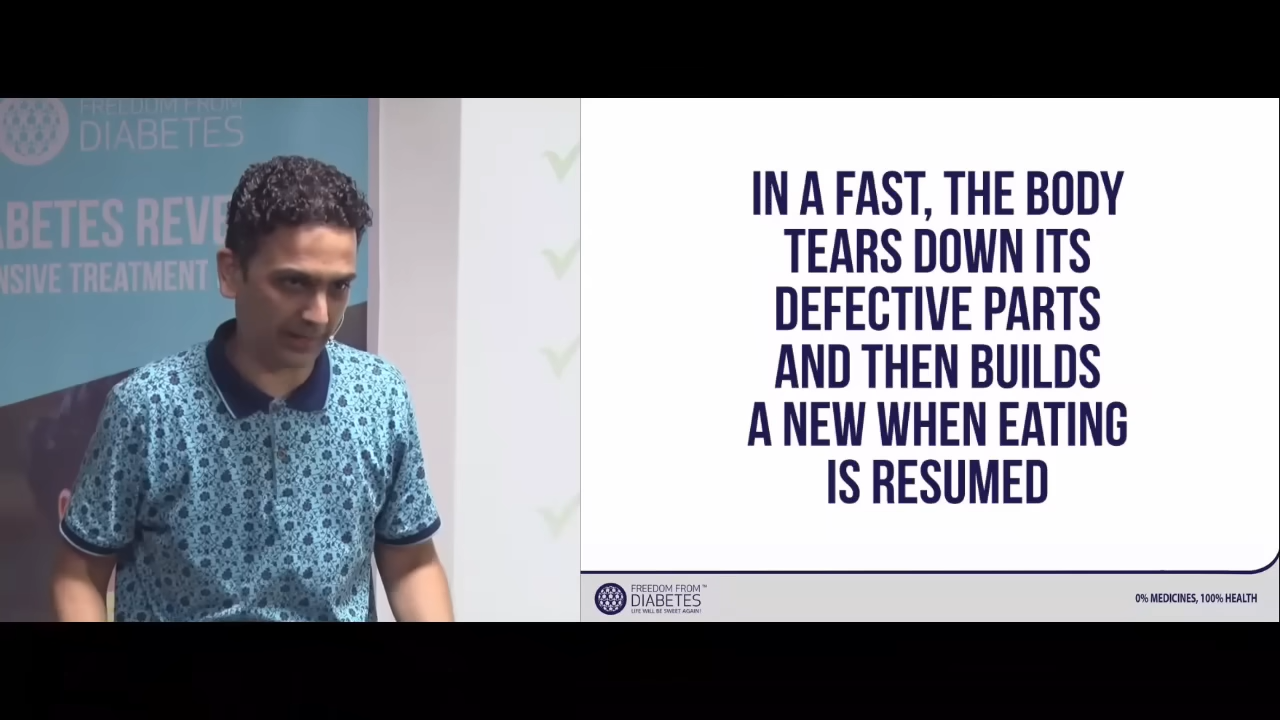 FREEDOM FROM
DIABETES
ABETES REVE
NSIVE TREATMENT
IN A FAST, THE BODY
TEARS DOWN ITS
DEFECTIVE PARTS
AND THEN BUILDS
A NEW WHEN EATING
IS RESUMED
FREEDOM FROM™
DIABETES
LIFE WILL BE SWEET AGAIN!
0% MEDICINES, 100% HEALTH